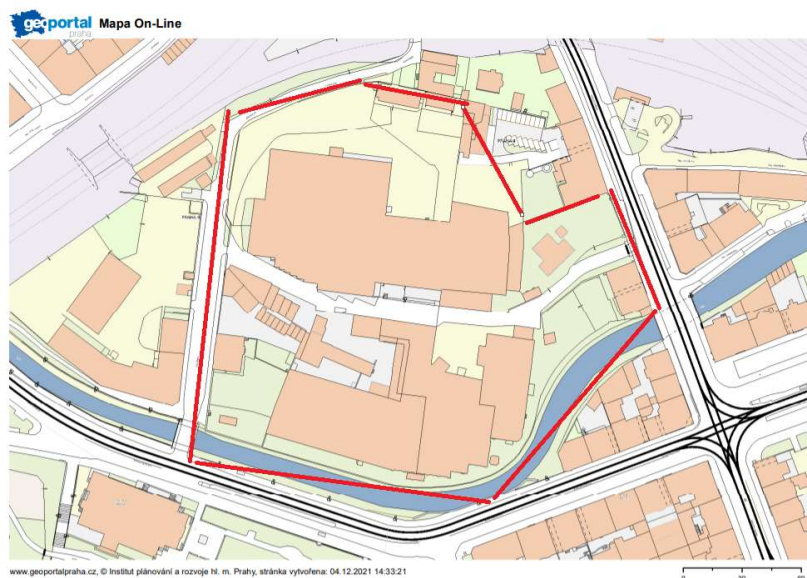 geoportal Mapa On-Line
praha
www.geoportalpraha.cz, © Institut plánování a rozvoje hl. m. Prahy, stránka vytvořena: 04.12.2021 14:33:21